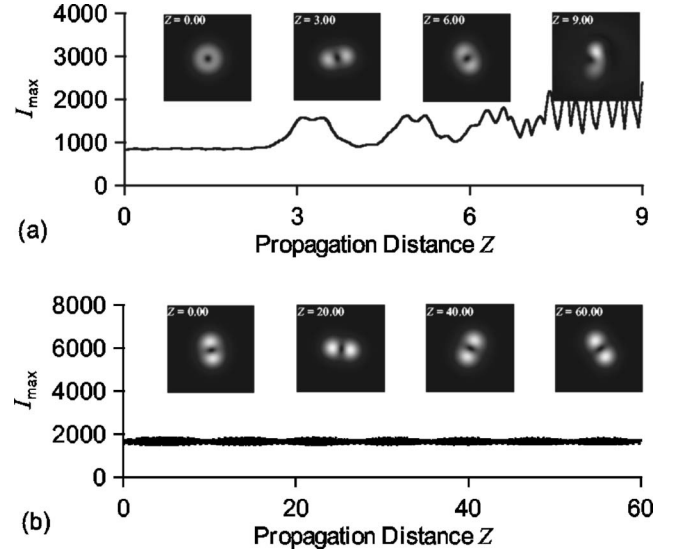 4000
3000
2000
1000
0
I max
Z = 0.00
Z = 3.00
Z = 6.00
Z = 9.00
0 3 6 9
(a)
Propagation Distance Z
8000
6000
4000
2000
0
I max
Z = 0.00
Z = 20.00
Z = 40.00
Z = 60.00
0 20 40 60
(b)
Propagation Distance Z